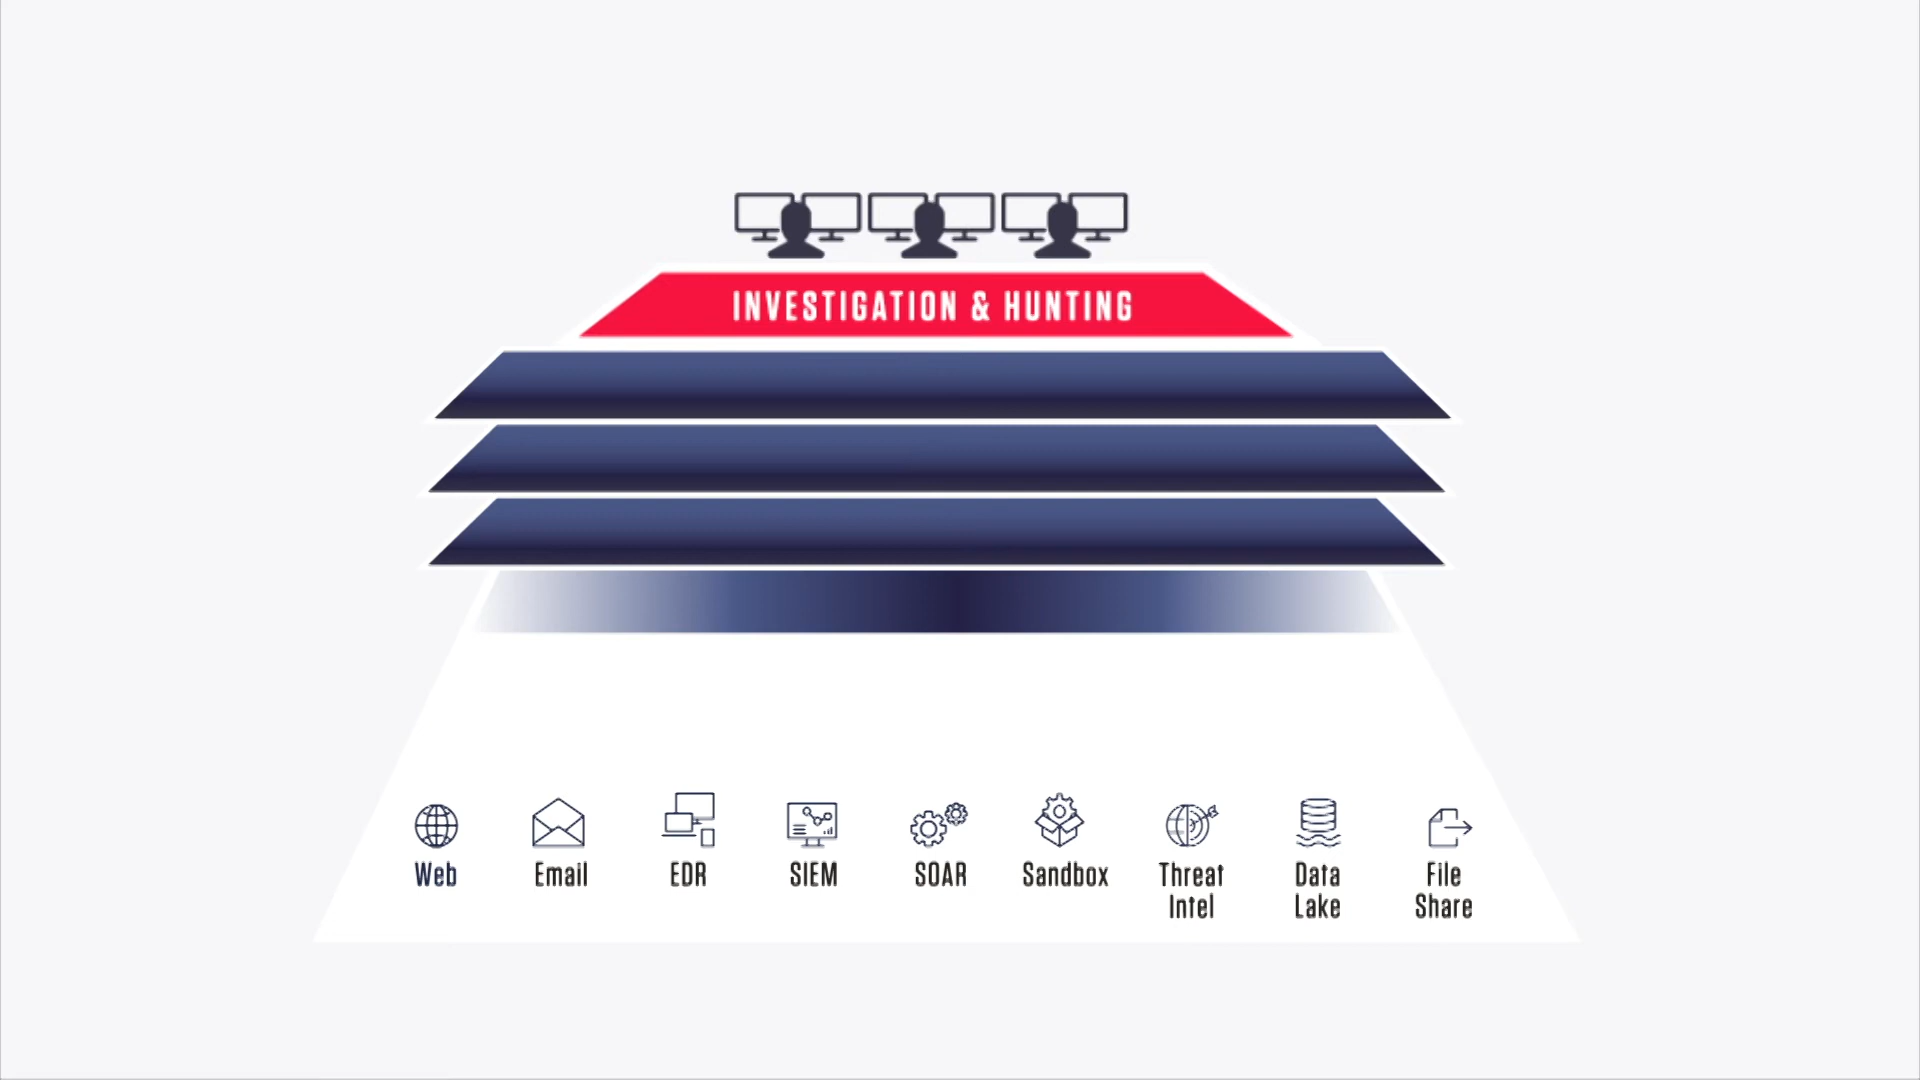 INVESTIGATION & HUNTING
Web
Email
EDR
SIEM
SOAR
Sandbox
Threat
Intel
Data
Lake
File
Share